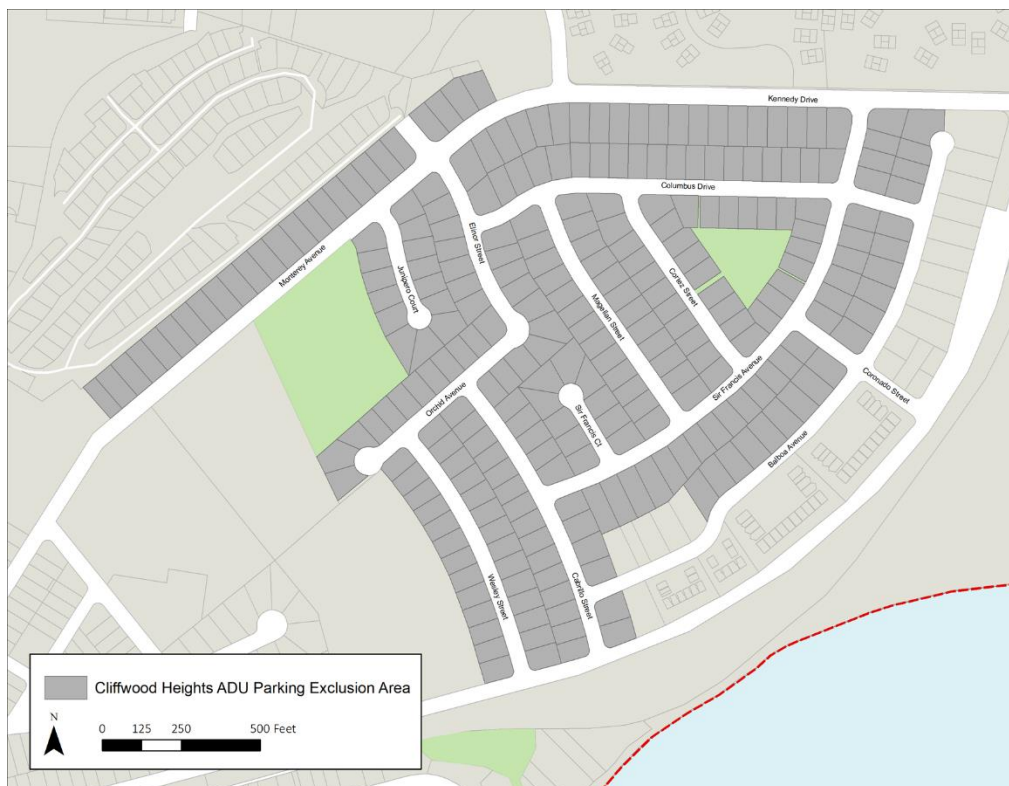 Kennedy Drive
Columbus Drive
Elinor Street
Monterey Avenue
Junipero Court
Cortez Street
Magellan Street
Sir Francis Avenue
Coronado Street
Orchid Avenue
Sir Francis Ct
Balboa Avenue
Wesley Street
Cabrillo Street
Cliffwood Heights ADU Parking Exclusion Area
N
0 125 250 500 Feet